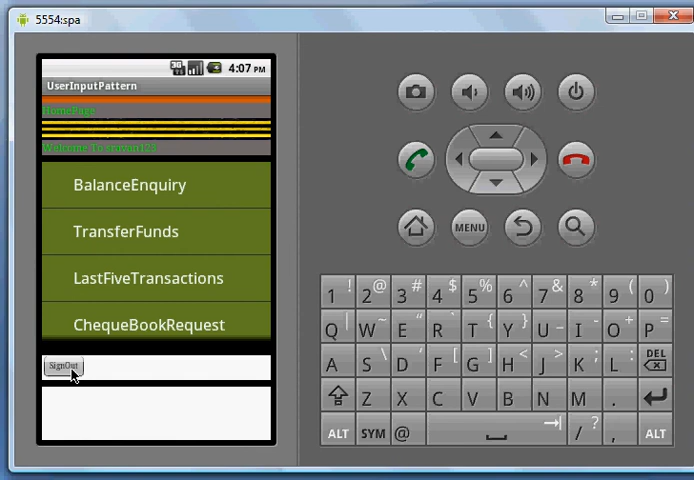 5554:spa
3G 4:07 PM
UserInputPattern
HomePage
Welcome To sravan123
BalanceEnquiry
TransferFunds
LastFiveTransactions
ChequeBookRequest
SignOut
MENU
1 ! 2 @ 3 # 4 $ 5 % 6 ^ 7 & 8 * 9 ( 0 )
Q | W ~ E " R ` T { Y } U _ I - O + P =
A S \ D ' F [ G ] H < J > K ; L : DEL
Z X C V B N M .
ALT SYM @ / ? , ALT